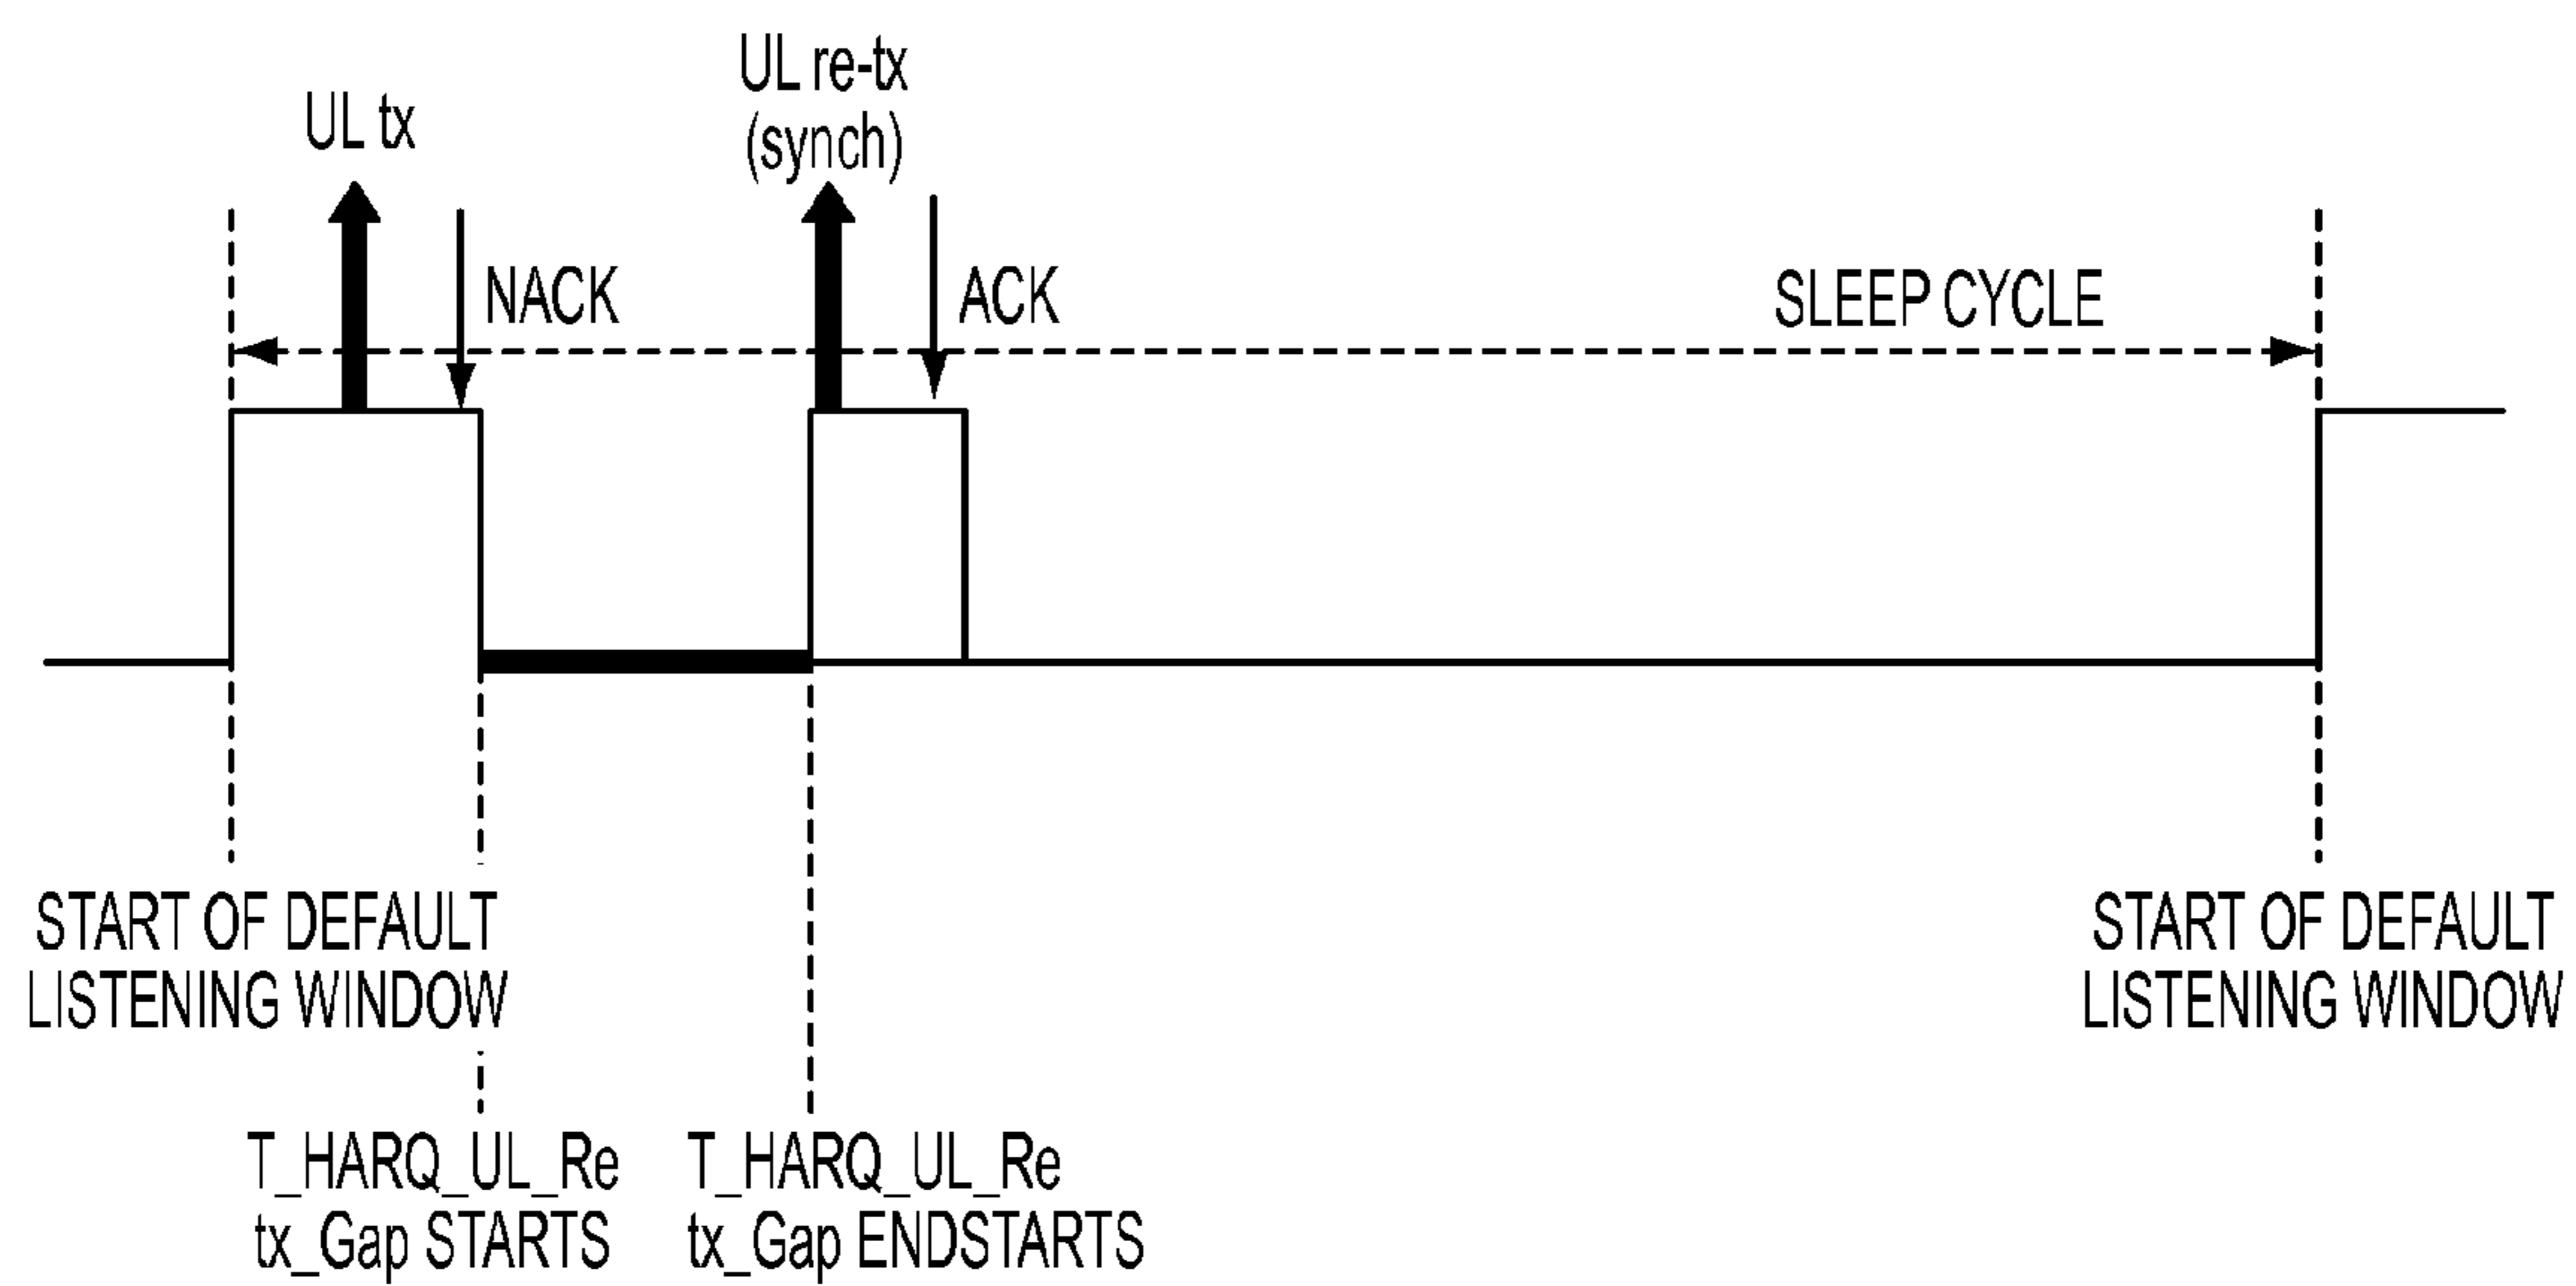 UL tx
UL re-tx
(synch)
NACK
ACK
SLEEP CYCLE
START OF DEFAULT
LISTENING WINDOW
START OF DEFAULT
LISTENING WINDOW
T_HARQ_UL_Re
tx_Gap STARTS
T_HARQ_UL_Re
tx_Gap ENDSTARTS